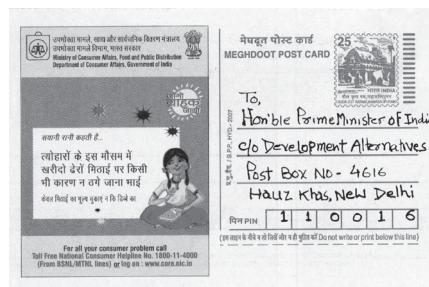 उपभोक्ता मामले, खाद्य और सार्वजनिक वितरण मंत्रालय
उपभोक्ता मामले विभाग, भारत सरकार
Ministry of Consumer Affairs, Food and Public Distribution
Department of Consumer Affairs, Government of India
जागो
ग्राहक
जागो
सयानी रानी कहती है...
त्योहारों के इस मौसम में
खरीदो ढेरों मिठाई पर किसी
भी कारण न ठगे जाना भाई
केवल मिठाई का मूल्य चुकाएं न कि डिब्बे का
For all your consumer problem call
Toll Free National Consumer Helpline No. 1800-11-4000
(From BSNL/MTNL lines) or log on : www.core.nic.in
मेघदूत पोस्ट कार्ड
MEGHDOOT POST CARD
25
भारत INDIA
To,
Hon'ble Prime Minister of Indi
c/o Development Alternatives
Post Box No - 4616
Hauz Khas, New Delhi
पिन PIN 1 1 0 0 1 6
(इस लाइन के नीचे न तो लिखें और न ही मुद्रित करें Do not write or print below this line)
S.P.P., HYD.- 2007